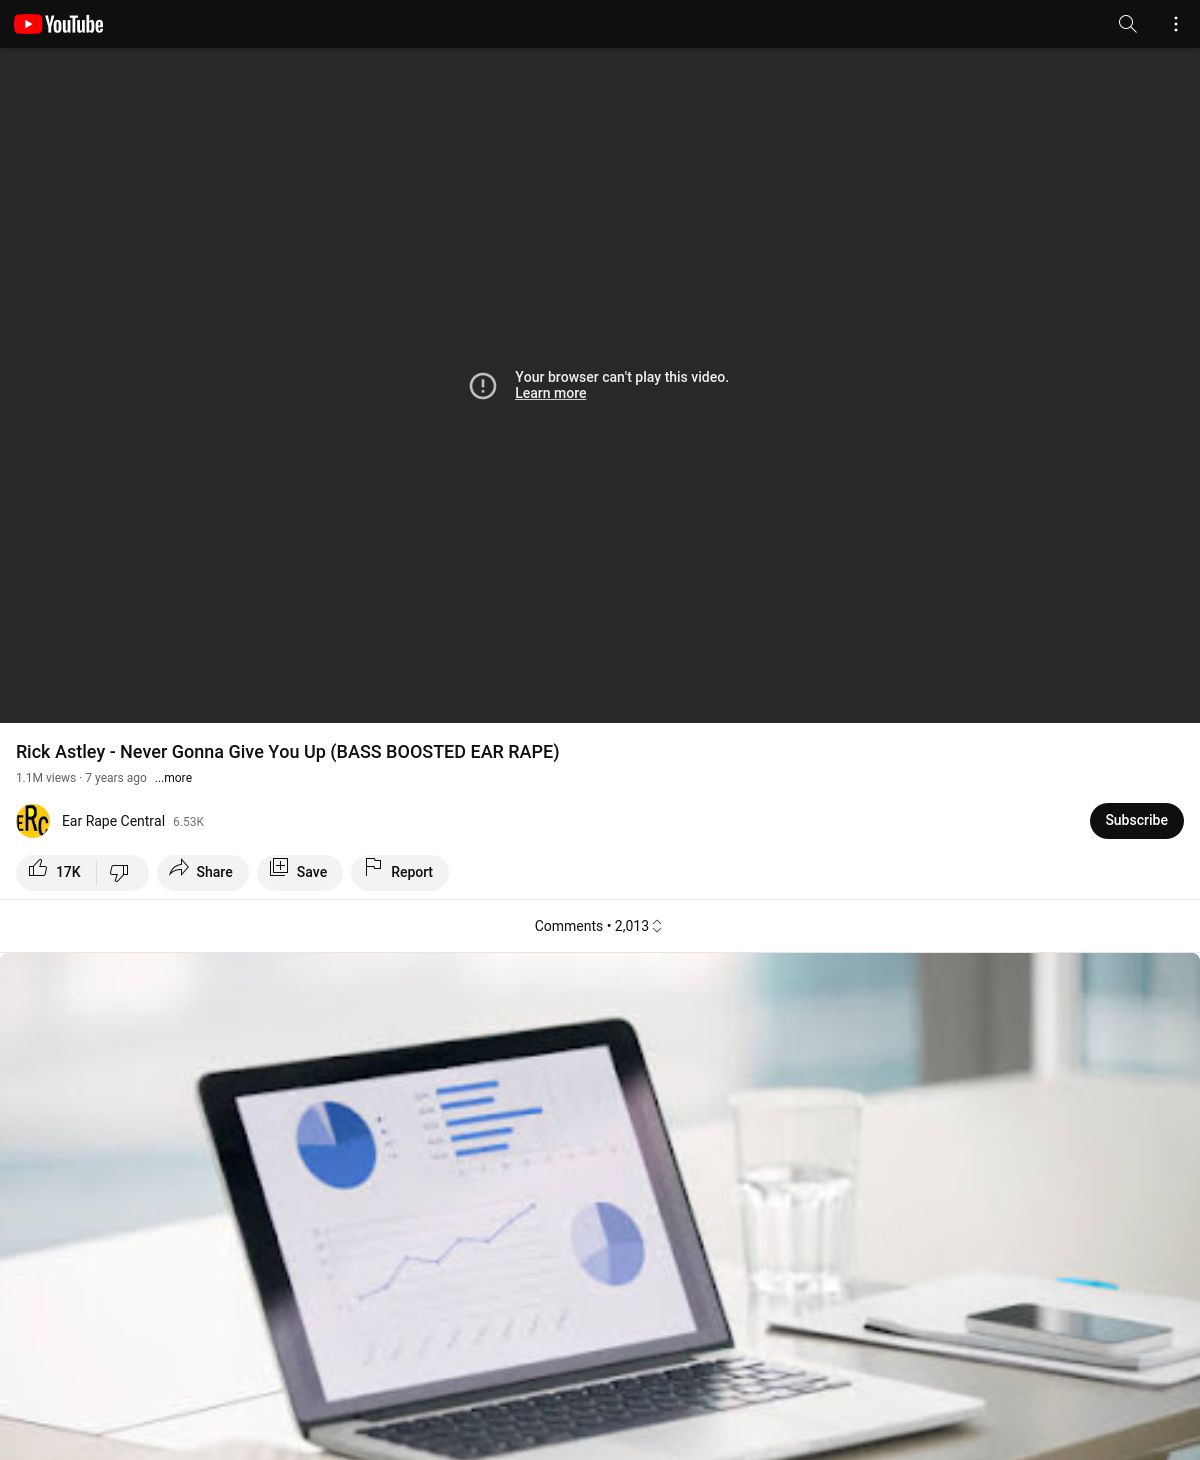 YouTube
Your browser can't play this video.
Learn more
Rick Astley - Never Gonna Give You Up (BASS BOOSTED EAR RAPE)
1.1M views · 7 years ago ...more
ERC
Ear Rape Central 6.53K
Subscribe
17K
Share
Save
Report
Comments • 2,013